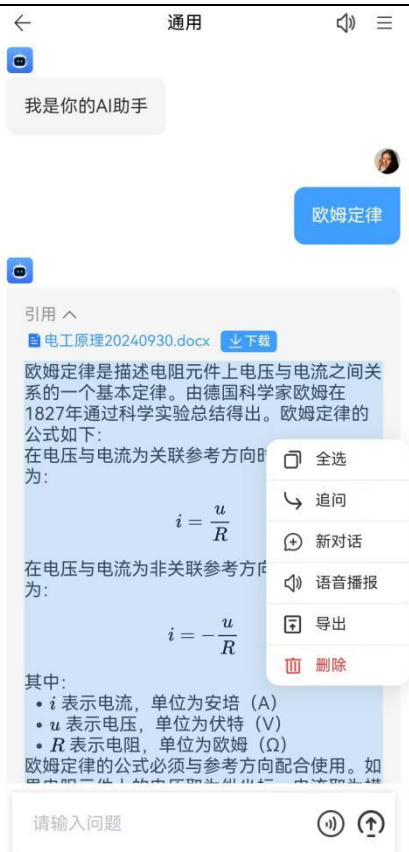 通用
我是你的AI助手
欧姆定律
引用
电工原理20240930.docx 下载
欧姆定律是描述电阻元件上电压与电流之间关
系的一个基本定律。由德国科学家欧姆在
1827年通过科学实验总结得出。欧姆定律的
公式如下:
在电压与电流为关联参考方向时
为:
i = u/R
在电压与电流为非关联参考方向
为:
i = -u/R
其中:
• i 表示电流，单位为安培（A）
• u 表示电压，单位为伏特（V）
• R 表示电阻，单位为欧姆（Ω）
欧姆定律的公式必须与参考方向配合使用。如
全选
追问
新对话
语音播报
导出
删除
请输入问题